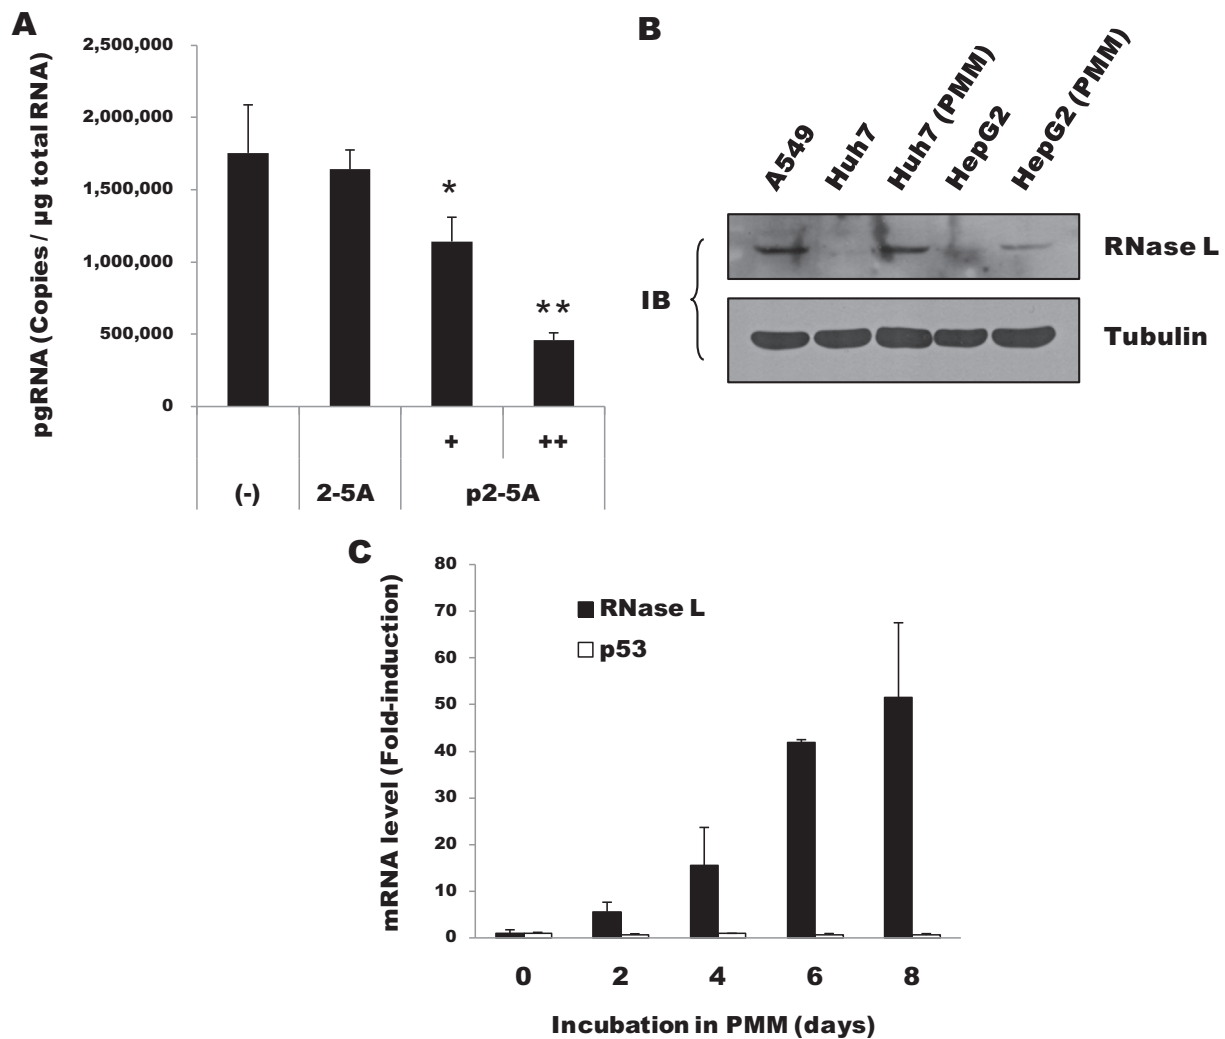 A
pgRNA (Copies / µg total RNA)
2,500,000
2,000,000
1,500,000
1,000,000
500,000
0
*
**
+ ++
(-) 2-5A p2-5A
B
A549 Huh7 Huh7 (PMM) HepG2 HepG2 (PMM)
IB
RNase L
Tubulin
C
mRNA level (Fold-induction)
80
70
60
50
40
30
20
10
0
RNase L
p53
0 2 4 6 8
Incubation in PMM (days)